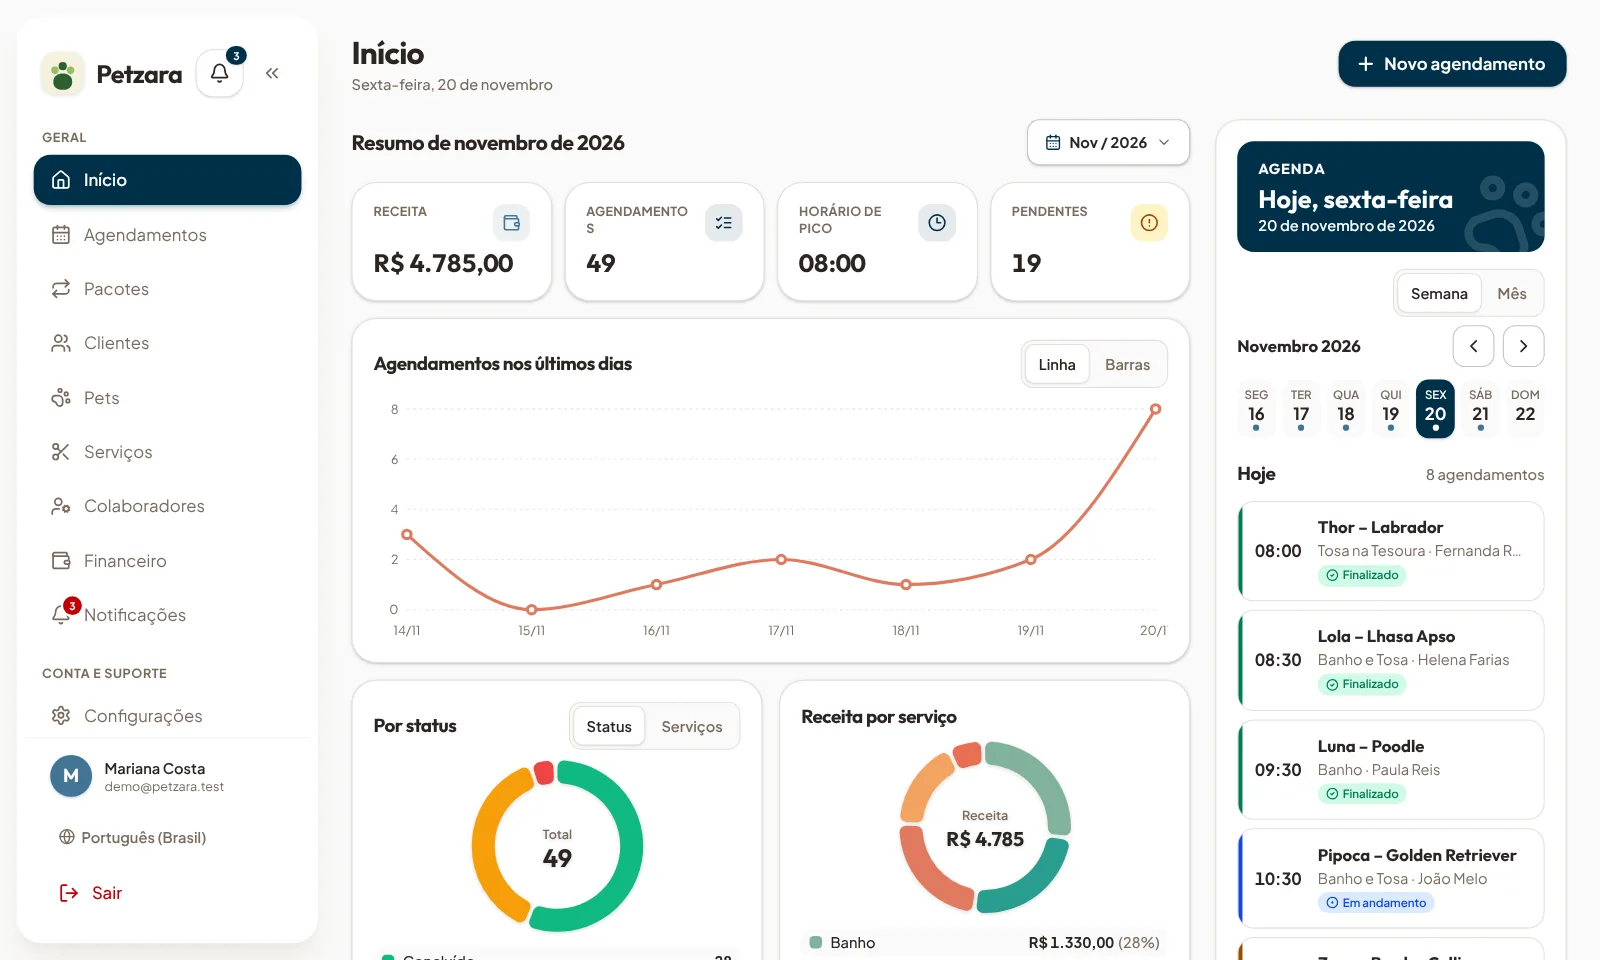 Petzara
3
GERAL
Início
Agendamentos
Pacotes
Clientes
Pets
Serviços
Colaboradores
Financeiro
3
Notificações
CONTA E SUPORTE
Configurações
M
Mariana Costa
demo@petzara.test
Português (Brasil)
Sair
Início
Sexta-feira, 20 de novembro
Novo agendamento
Resumo de novembro de 2026
Nov / 2026
RECEITA
R$ 4.785,00
AGENDAMENTO
S
49
HORÁRIO DE
PICO
08:00
PENDENTES
19
Agendamentos nos últimos dias
Linha
Barras
8
6
4
2
0
14/11
15/11
16/11
17/11
18/11
19/11
20/1
Por status
Status
Serviços
Total
49
Concluído
28
Receita por serviço
Receita
R$ 4.785
Banho
R$ 1.330,00 (28%)
AGENDA
Hoje, sexta-feira
20 de novembro de 2026
Semana
Mês
Novembro 2026
SEG
TER
QUA
QUI
SEX
SÁB
DOM
16
17
18
19
20
21
22
Hoje
8 agendamentos
08:00
Thor – Labrador
Tosa na Tesoura · Fernanda R...
Finalizado
08:30
Lola – Lhasa Apso
Banho e Tosa · Helena Farias
Finalizado
09:30
Luna – Poodle
Banho · Paula Reis
Finalizado
10:30
Pipoca – Golden Retriever
Banho e Tosa · João Melo
Em andamento